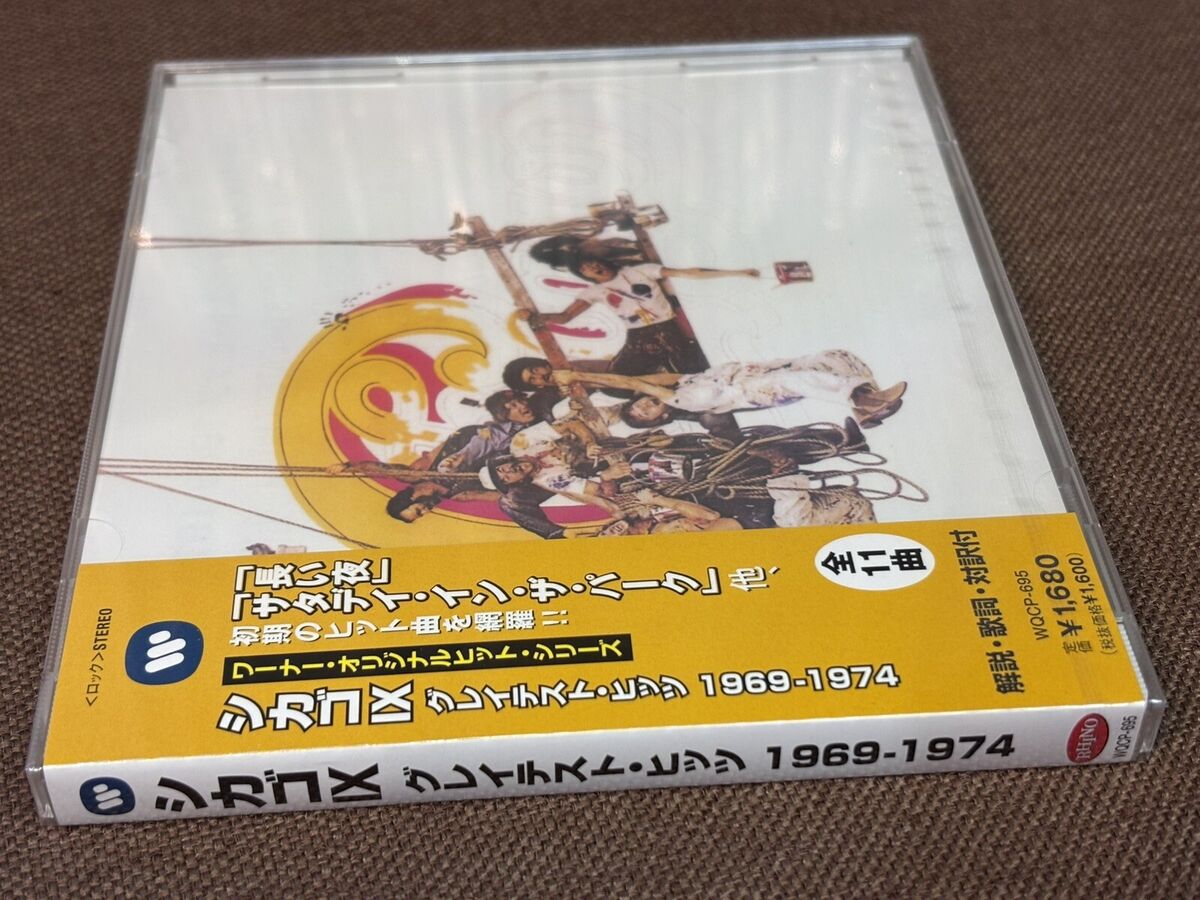 <ロック>STEREO
「長い夜」
「サタデイ・イン・ザ・パーク」他、
初期のヒット曲を網羅!!
ワーナー・オリジナルヒット・シリーズ
シカゴIX グレイテスト・ヒッツ 1969-1974
全11曲
解説・歌詞・対訳付
WQCP-695
定価¥1,680
(税抜価格¥1,600)
シカゴIX グレイテスト・ヒッツ 1969-1974
RHINO
WQCP-695